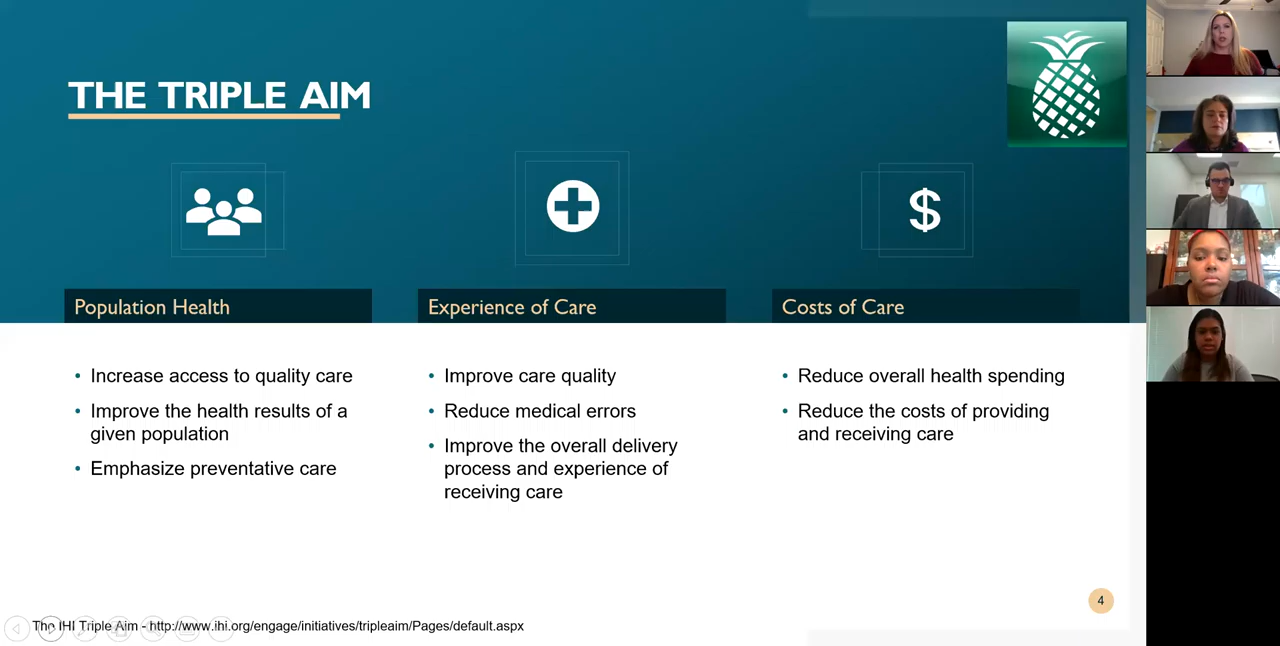 THE TRIPLE AIM
Population Health
Increase access to quality care
Improve the health results of a
given population
Emphasize preventative care
Experience of Care
Improve care quality
Reduce medical errors
Improve the overall delivery
process and experience of
receiving care
Costs of Care
Reduce overall health spending
Reduce the costs of providing
and receiving care
4
The IHI Triple Aim - http://www.ihi.org/engage/initiatives/tripleaim/Pages/default.aspx